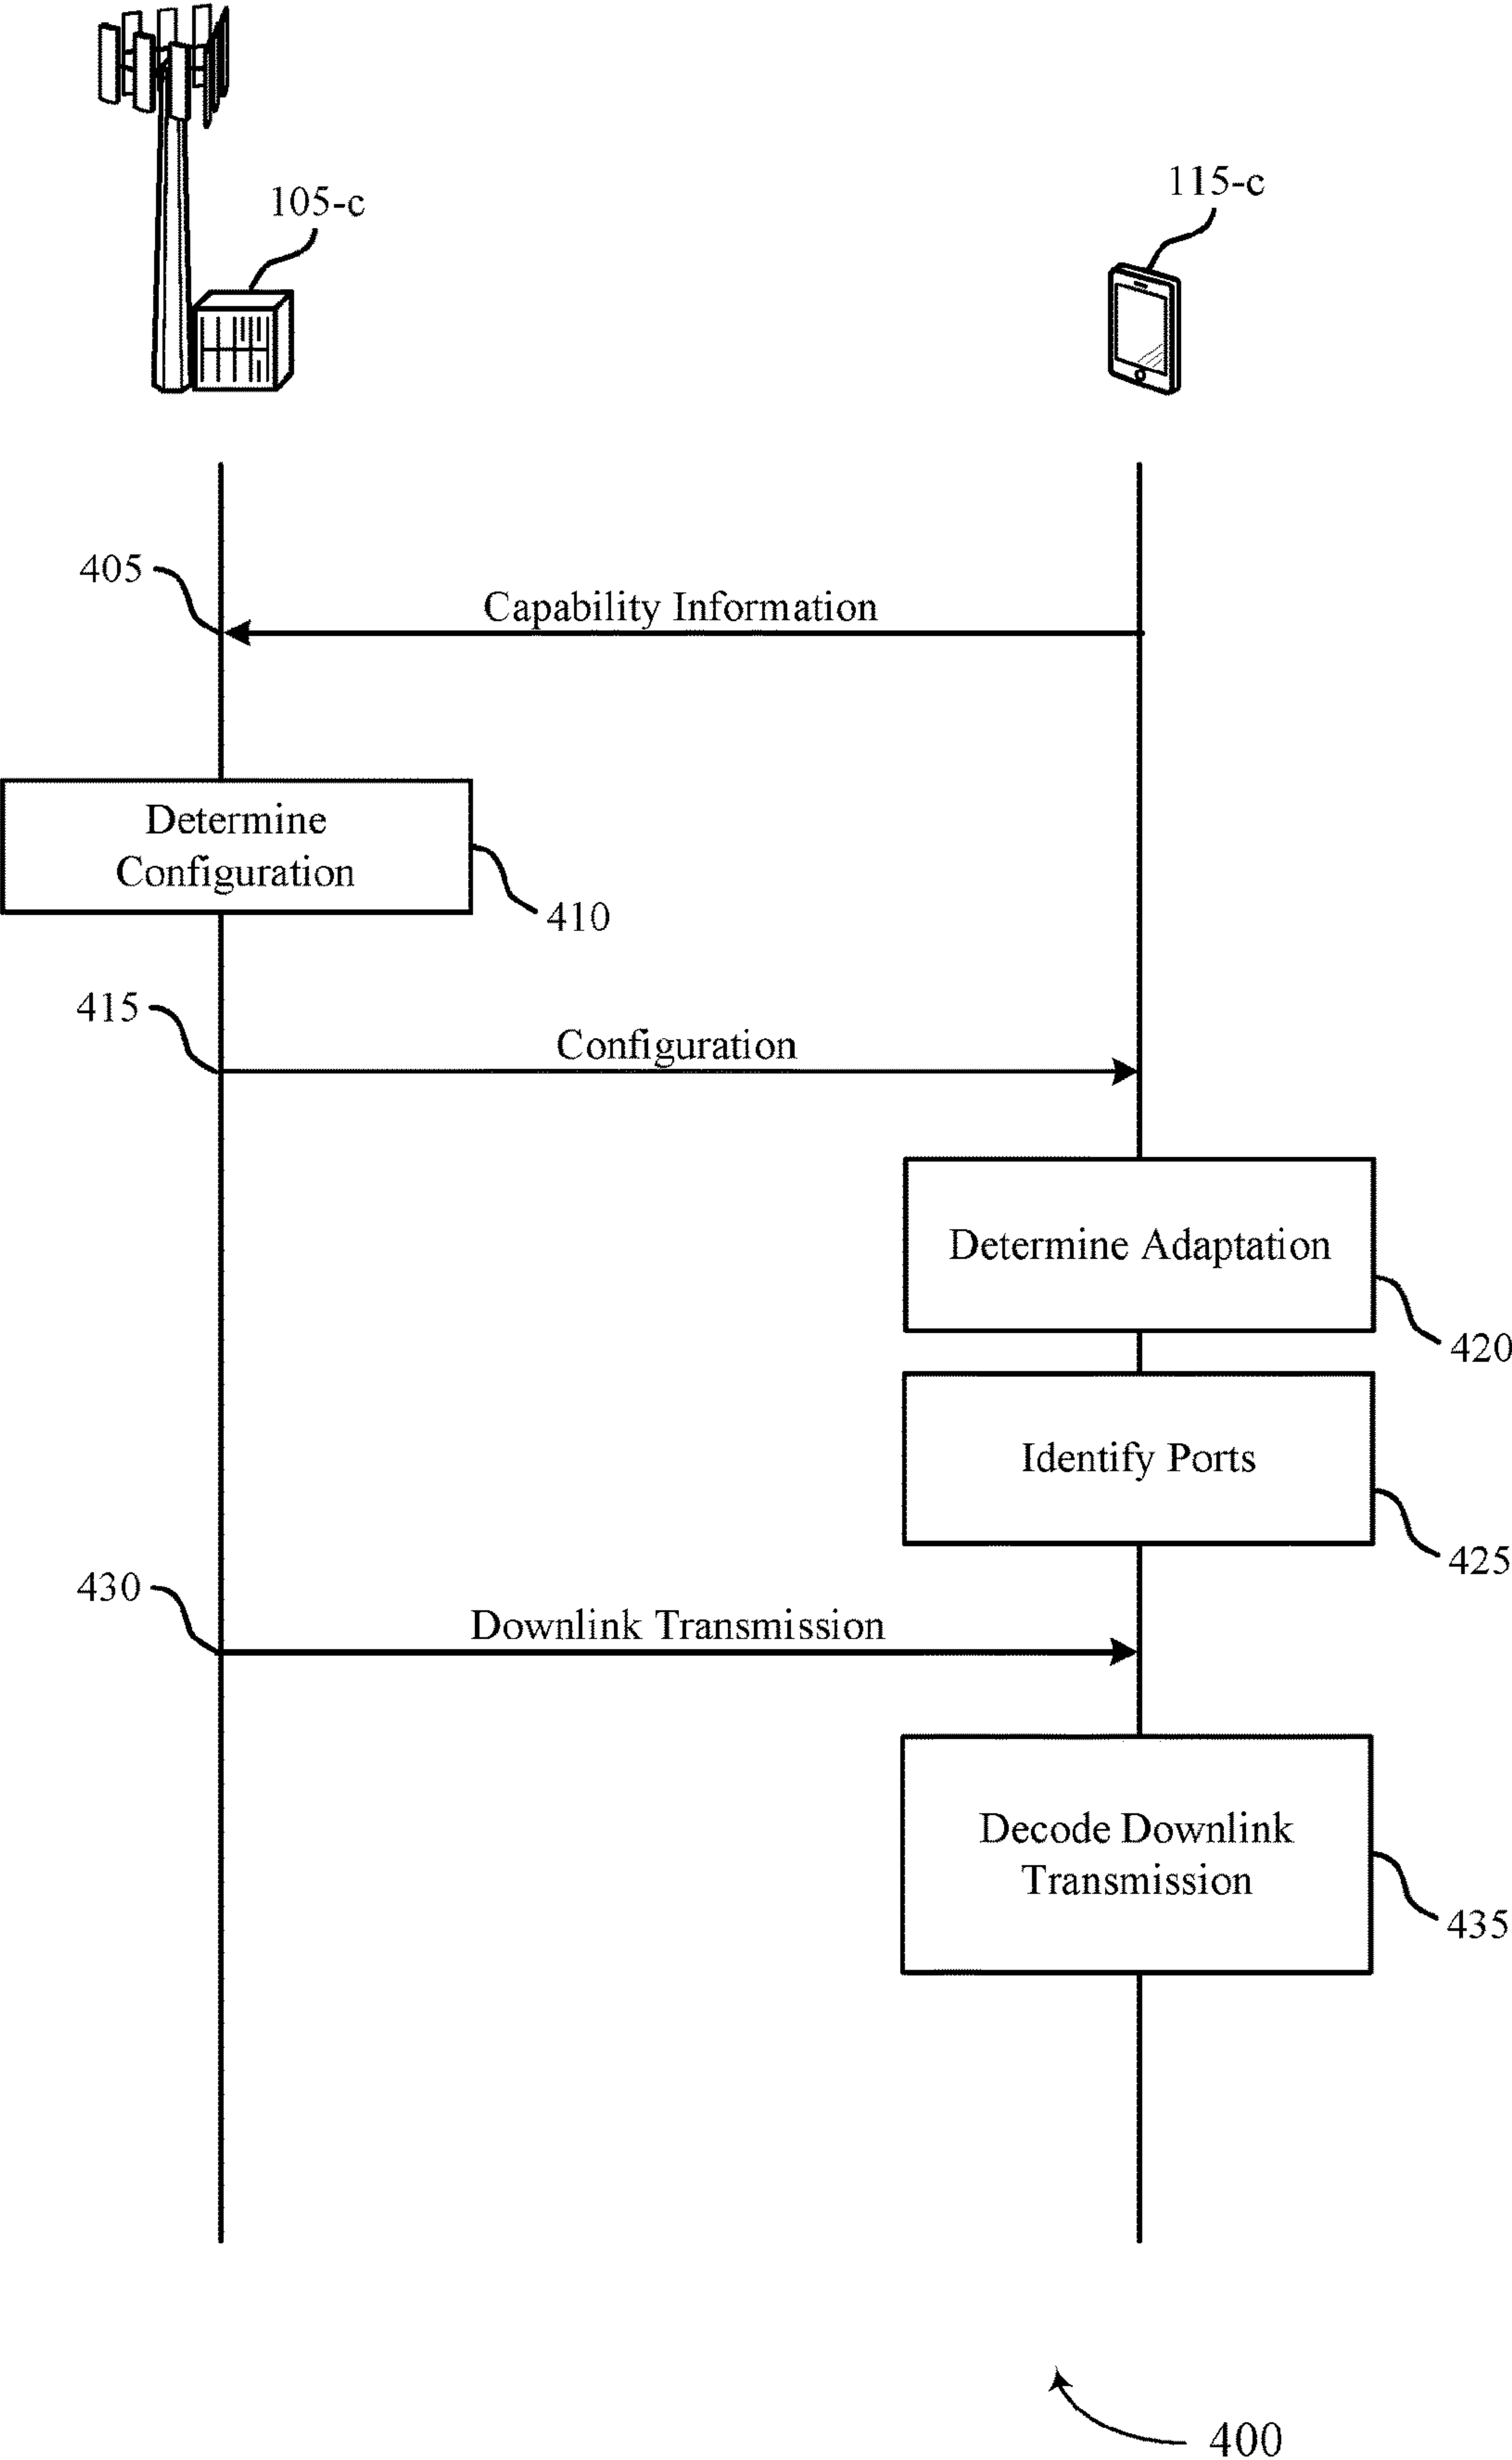 105-c
115-c
405
Capability Information
Determine
Configuration
410
415
Configuration
Determine Adaptation
420
Identify Ports
425
430
Downlink Transmission
Decode Downlink
Transmission
435
400